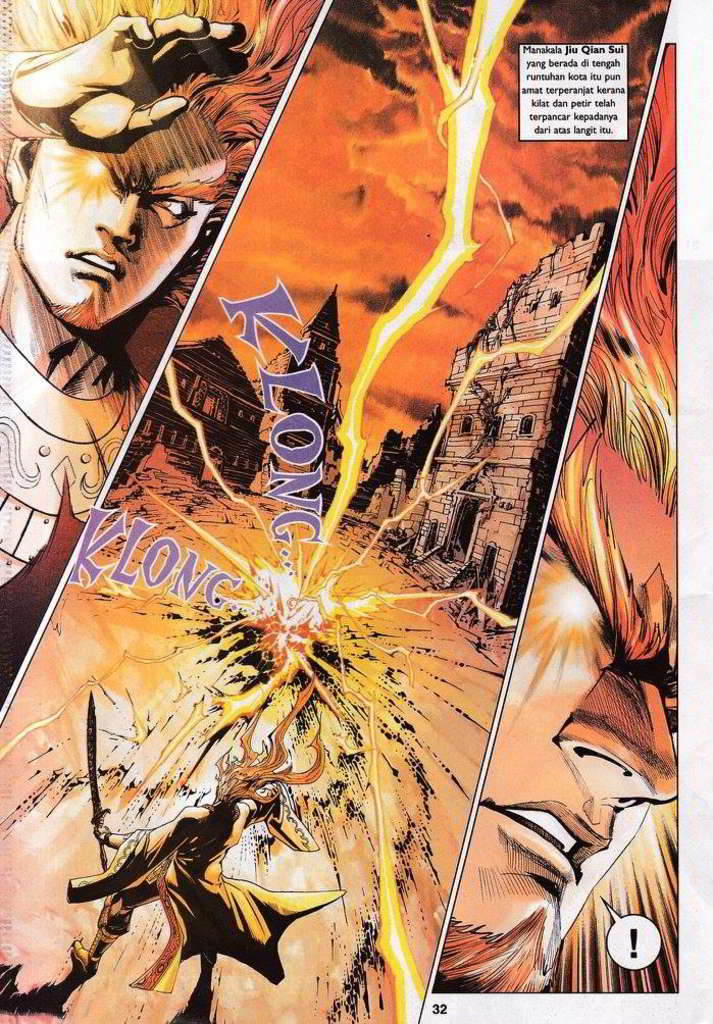 Manakala Jiu Qian Sui
yang berada di tengah
runtuhan kota itu pun
amat terperanjat kerana
kilat dan petir telah
terpancar kepadanya
dari atas langit itu.
KLONG...
KLONG...
!
32